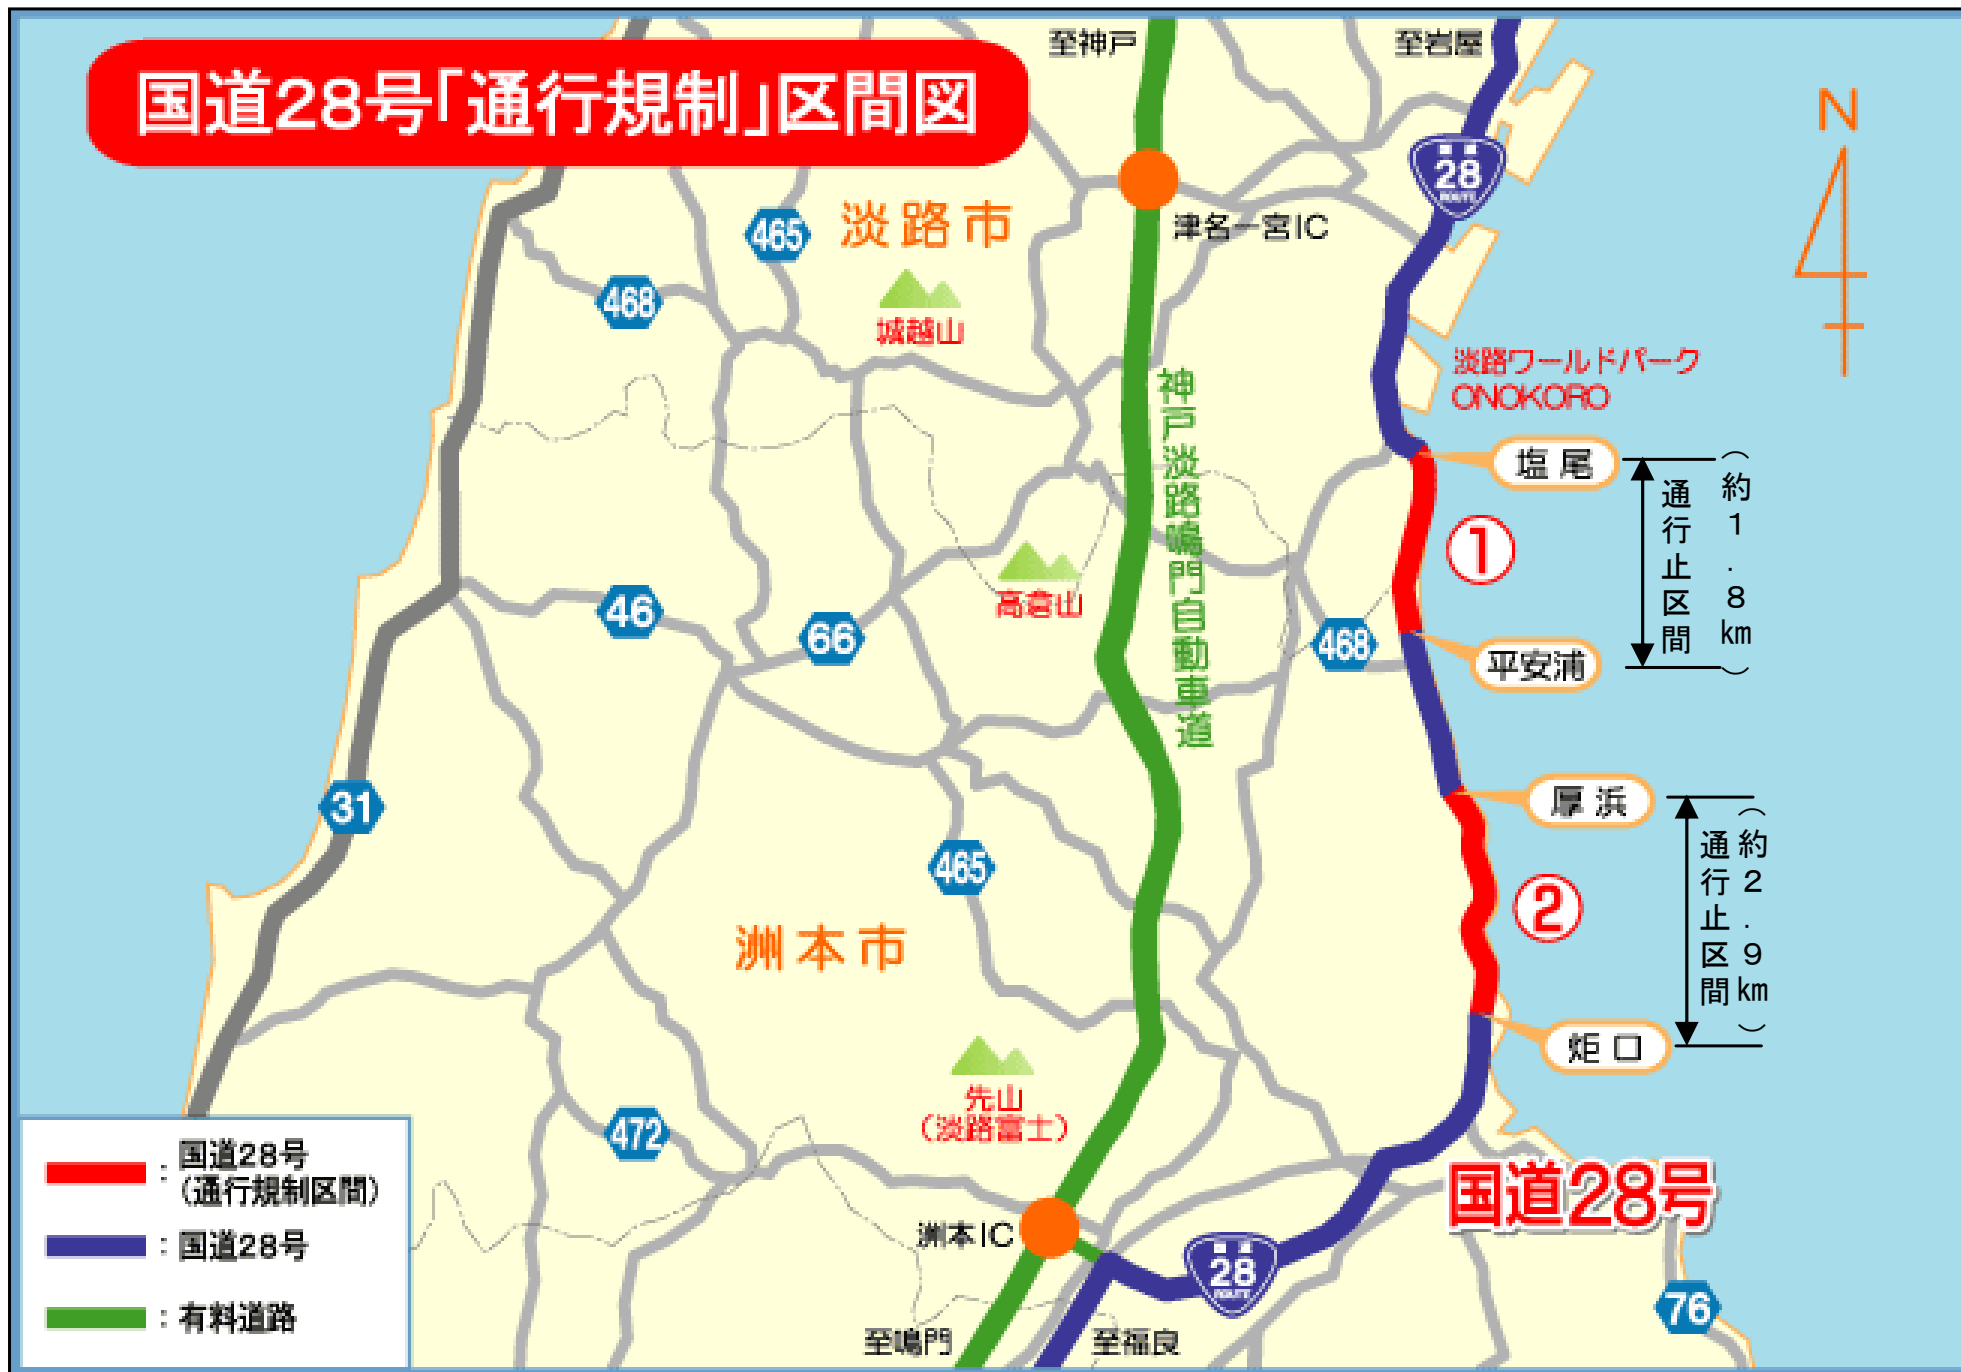 国道28号「通行規制」区間図
至神戸
至岩屋
N
国道
28
ROUTE
465
淡路市
津名一宮IC
468
城越山
淡路ワールドパーク
ONOKORO
神戸淡路鳴門自動車道
塩尾
通行止区間
（約1.8km）
①
高倉山
46
66
468
平安浦
31
厚浜
465
②
通行止区間
（約2.9km）
洲本市
炬口
先山
（淡路富士）
472
国道28号
洲本IC
国道
28
ROUTE
76
至鳴門
至福良
：国道28号
（通行規制区間）
：国道28号
：有料道路